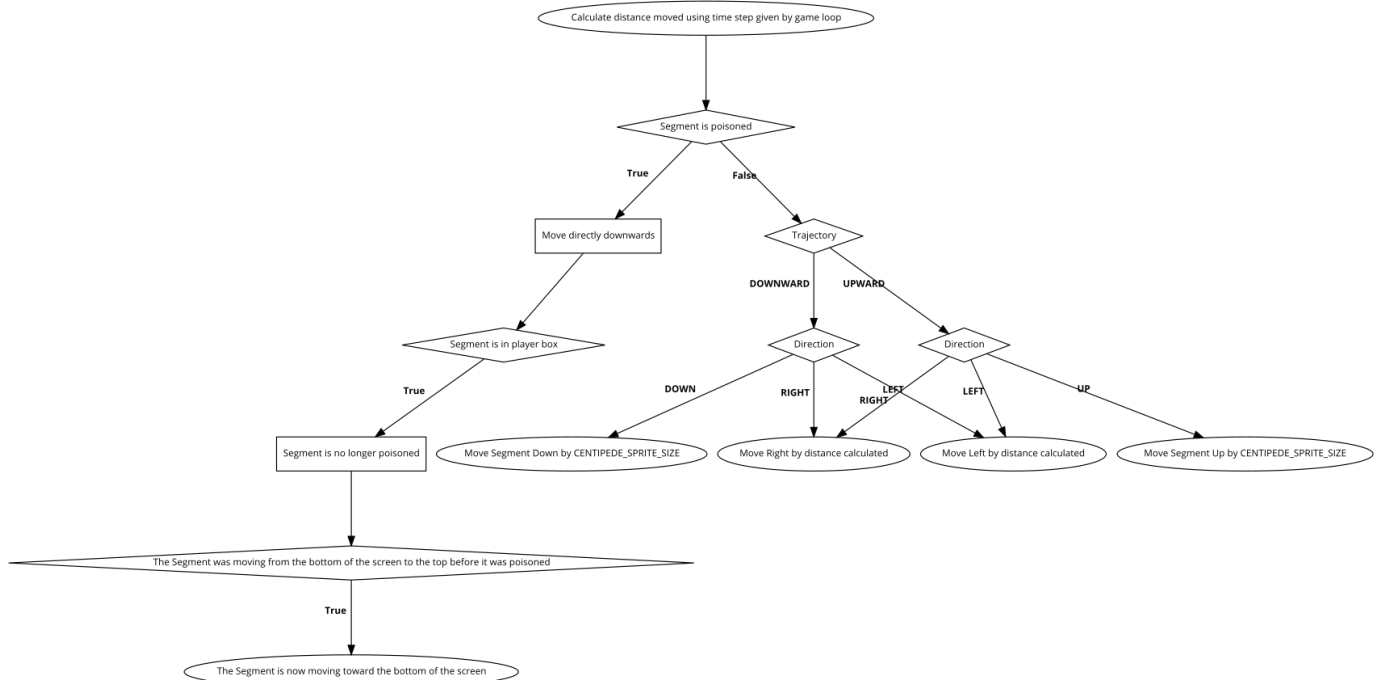 Calculate distance moved using time step given by game loop
Segment is poisoned
True
False
Move directly downwards
Trajectory
DOWNWARD
UPWARD
Segment is in player box
Direction
Direction
True
DOWN
RIGHT
LEFT
RIGHT
LEFT
UP
Segment is no longer poisoned
Move Segment Down by CENTIPEDE_SPRITE_SIZE
Move Right by distance calculated
Move Left by distance calculated
Move Segment Up by CENTIPEDE_SPRITE_SIZE
The Segment was moving from the bottom of the screen to the top before it was poisoned
True
The Segment is now moving toward the bottom of the screen